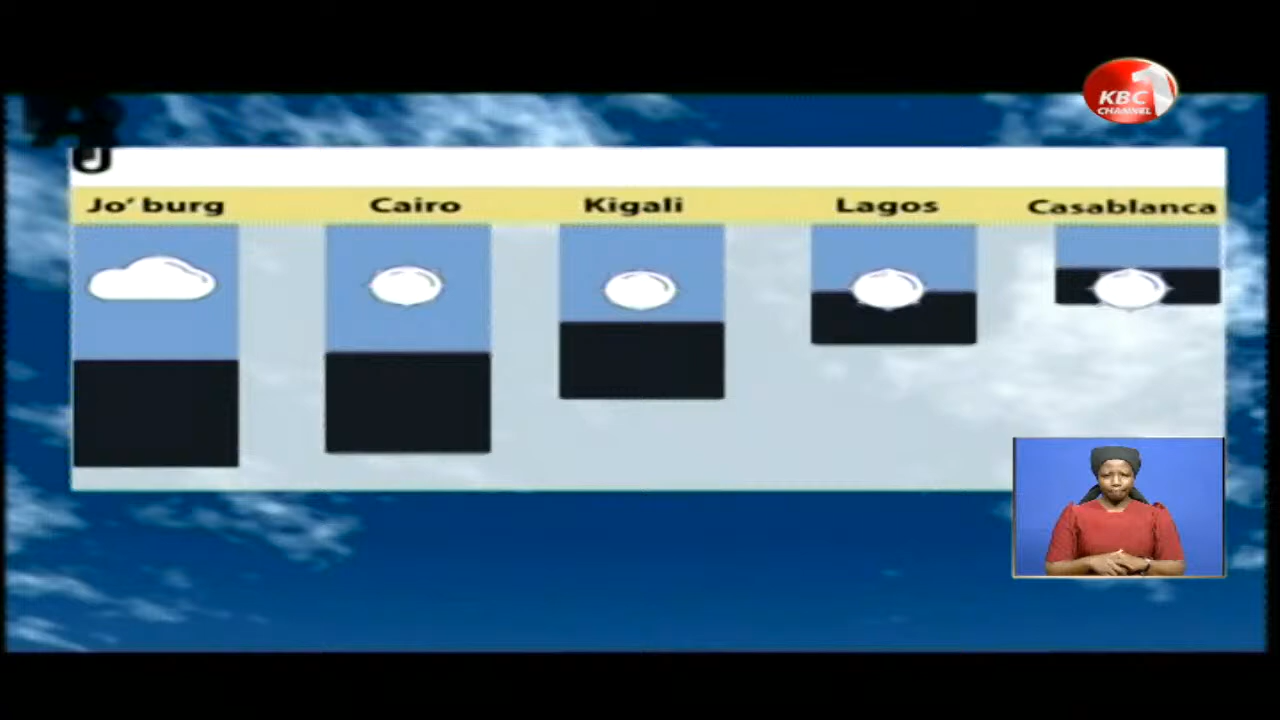 KBC 1
CHANNEL
Jo' burg
Cairo
Kigali
Lagos
Casablanca